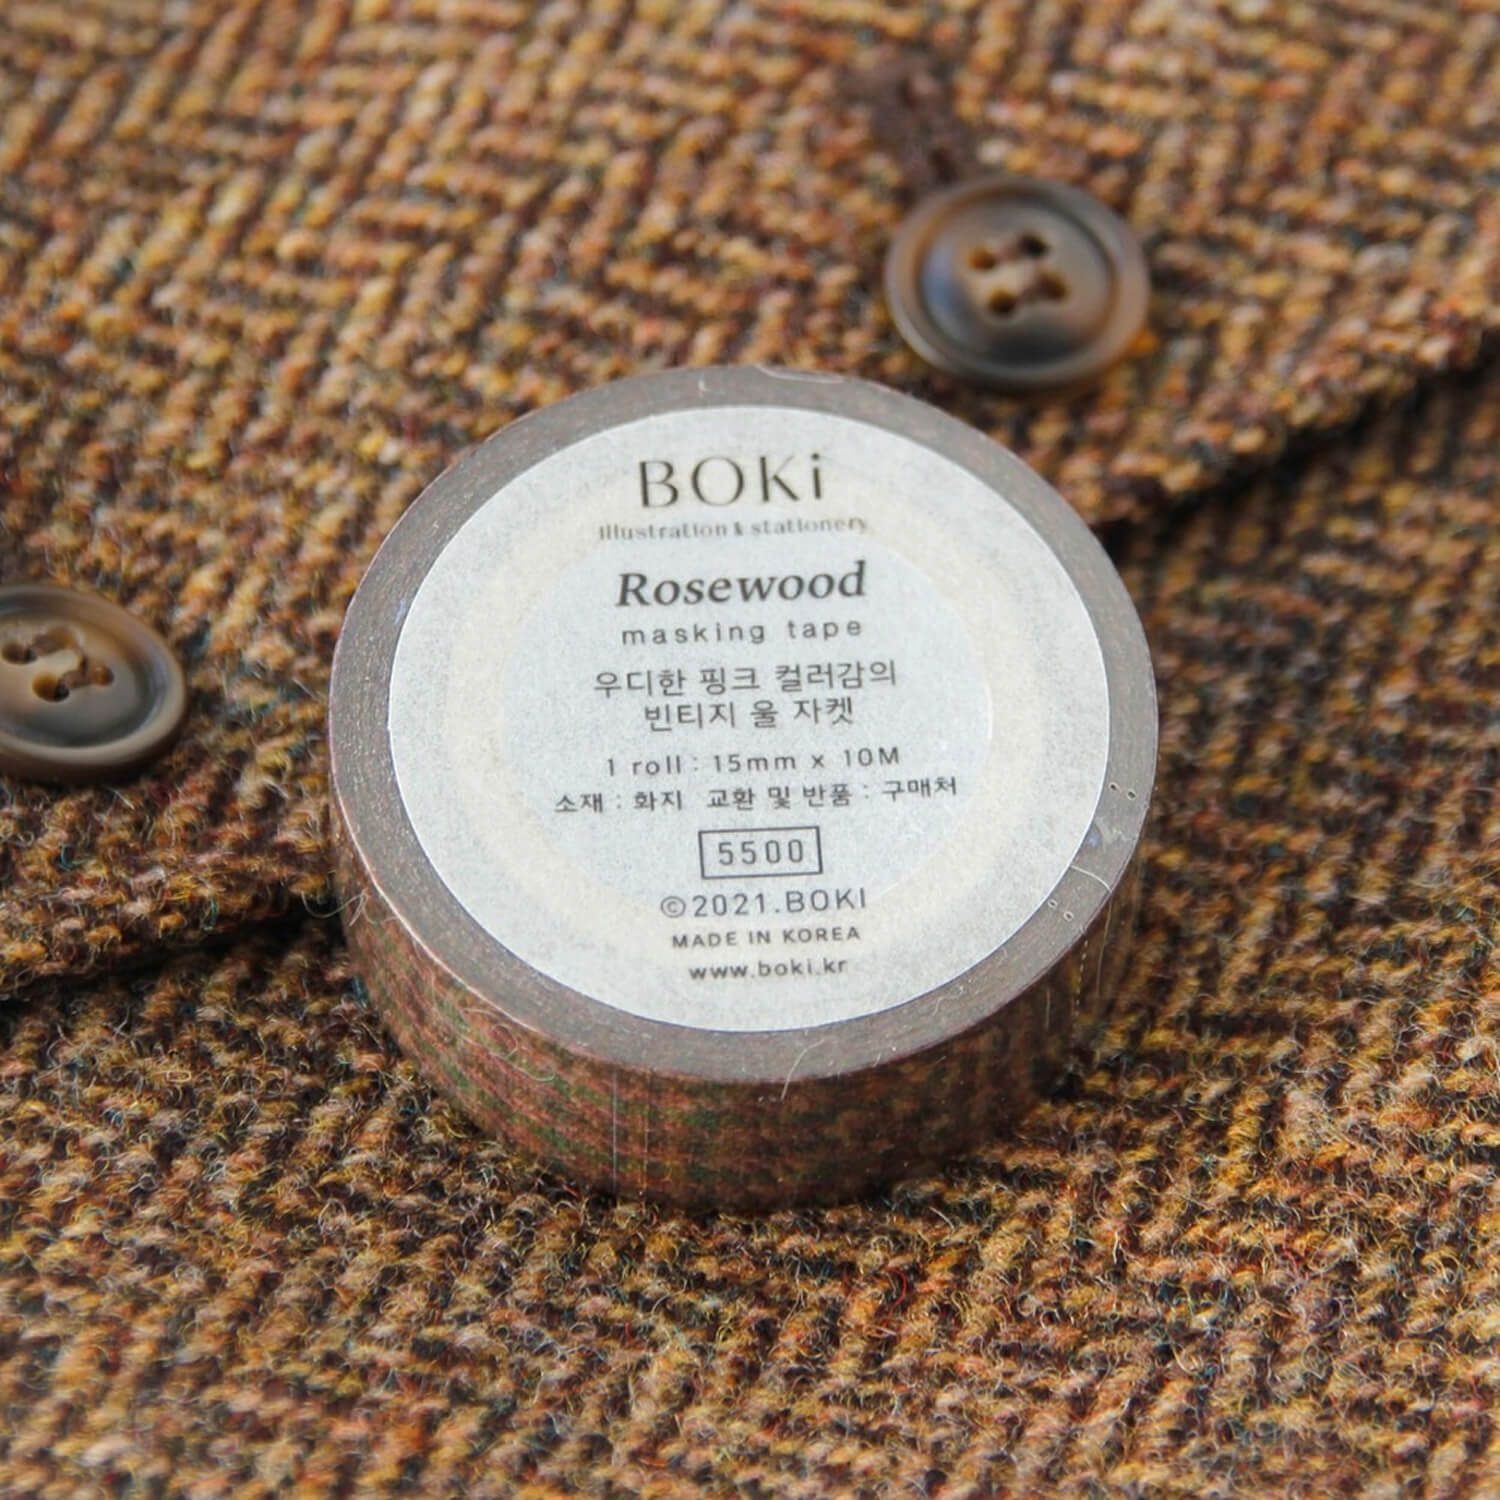 BOKi
illustration & stationery
Rosewood
masking tape
우디한 핑크 컬러감의
빈티지 울 자켓
1 roll : 15mm x 10M
소재 : 화지 교환 및 반품 : 구매처
5500
©2021.BOKI
MADE IN KOREA
www.boki.kr